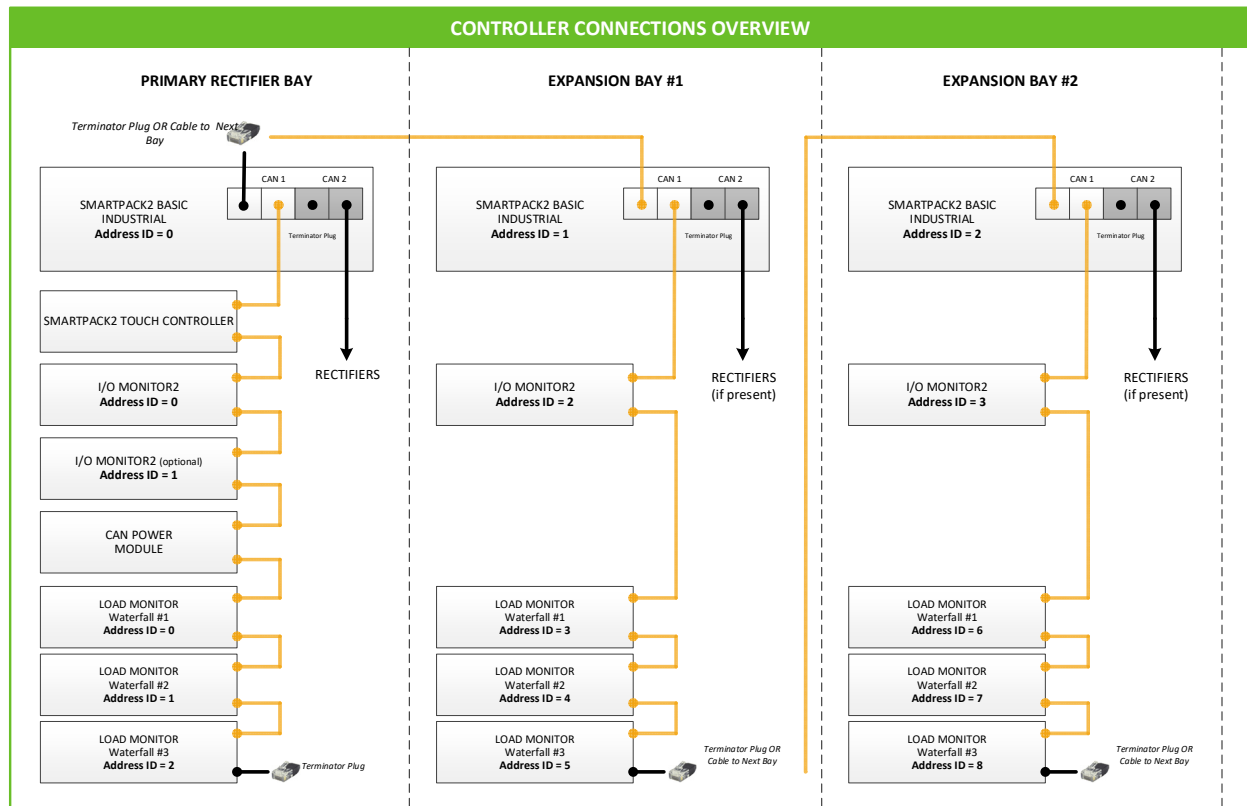 CONTROLLER CONNECTIONS OVERVIEW
PRIMARY RECTIFIER BAY
Terminator Plug OR Cable to Next
Bay
CAN 1
CAN 2
SMARTPACK2 BASIC
INDUSTRIAL
Address ID = 0
Terminator Plug
SMARTPACK2 TOUCH CONTROLLER
RECTIFIERS
I/O MONITOR2
Address ID = 0
I/O MONITOR2 (optional)
Address ID = 1
CAN POWER
MODULE
LOAD MONITOR
Waterfall #1
Address ID = 0
LOAD MONITOR
Waterfall #2
Address ID = 1
LOAD MONITOR
Waterfall #3
Address ID = 2
Terminator Plug
EXPANSION BAY #1
CAN 1
CAN 2
SMARTPACK2 BASIC
INDUSTRIAL
Address ID = 1
Terminator Plug
I/O MONITOR2
Address ID = 2
RECTIFIERS
(if present)
LOAD MONITOR
Waterfall #1
Address ID = 3
LOAD MONITOR
Waterfall #2
Address ID = 4
LOAD MONITOR
Waterfall #3
Address ID = 5
Terminator Plug OR
Cable to Next Bay
EXPANSION BAY #2
CAN 1
CAN 2
SMARTPACK2 BASIC
INDUSTRIAL
Address ID = 2
Terminator Plug
I/O MONITOR2
Address ID = 3
RECTIFIERS
(if present)
LOAD MONITOR
Waterfall #1
Address ID = 6
LOAD MONITOR
Waterfall #2
Address ID = 7
LOAD MONITOR
Waterfall #3
Address ID = 8
Terminator Plug OR
Cable to Next Bay